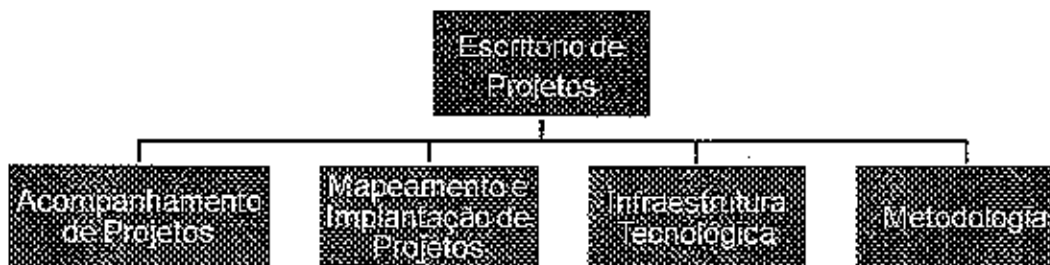 Escritório de
Projetos
Acompanhamento
de Projetos
Mapeamento e
Implantação de
Projetos
Infraestrutura
Tecnológica
Metodologia